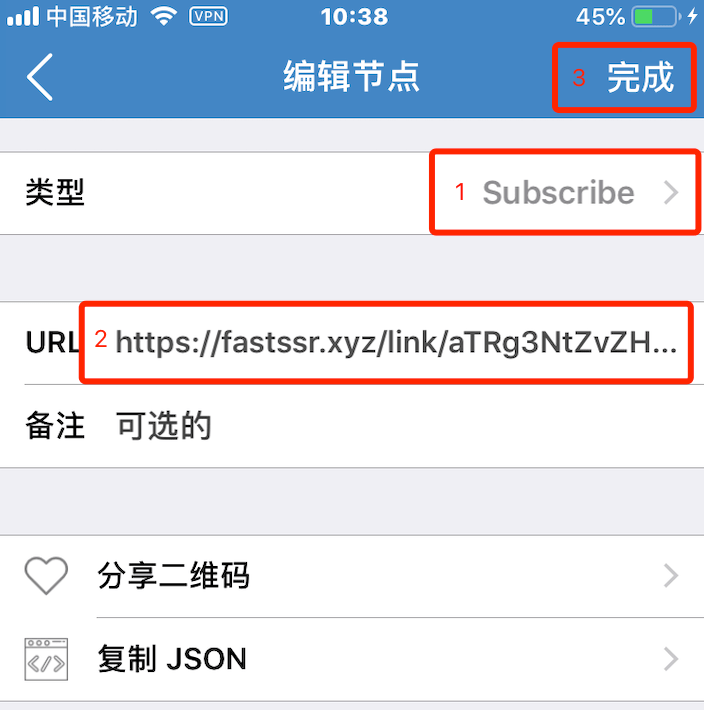 中国移动 VPN 10:38 45%
编辑节点 3 完成
类型 1 Subscribe
URL 2 https://fastssr.xyz/link/aTRg3NtZvZH...
备注 可选的
分享二维码
</> 复制 JSON